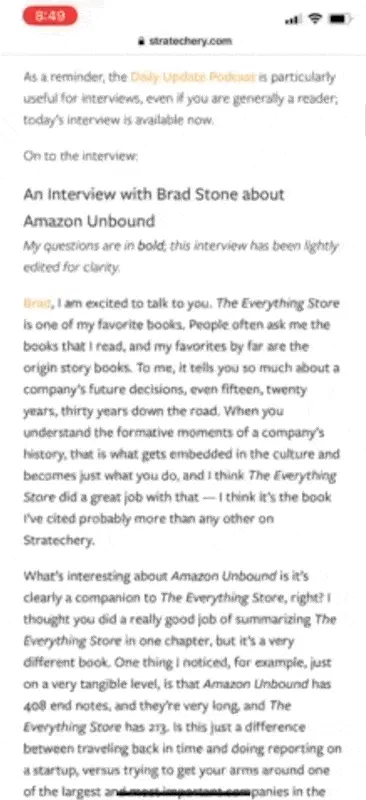 8:49
stratechery.com
As a reminder, the Daily Update Podcast is particularly
useful for interviews, even if you are generally a reader;
today's interview is available now.
On to the interview:
An Interview with Brad Stone about
Amazon Unbound
My questions are in bold; this interview has been lightly
edited for clarity.
Brad, I am excited to talk to you. The Everything Store
is one of my favorite books. People often ask me the
books that I read, and my favorites by far are the
origin story books. To me, it tells you so much about a
company's future decisions, even fifteen, twenty
years, thirty years down the road. When you
understand the formative moments of a company's
history, that is what gets embedded in the culture and
becomes just what you do, and I think The Everything
Store did a great job with that — I think it's the book
I've cited probably more than any other on
Stratechery.
What's interesting about Amazon Unbound is it's
clearly a companion to The Everything Store, right? I
thought you did a really good job of summarizing The
Everything Store in one chapter, but it's a very
different book. One thing I noticed, for example, just
on a very tangible level, is that Amazon Unbound has
408 end notes, and they're very long, and The
Everything Store has 213. Is this just a difference
between traveling back in time and doing reporting on
a startup, versus trying to get your arms around one
of the largest and most important companies in the